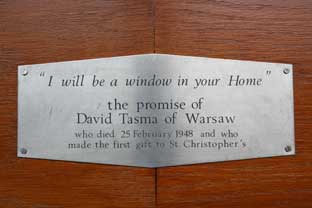 "I will be a window in your Home"
the promise of
David Tasma of Warsaw
who died 25 February 1948 and who
made the first gift to St. Christopher's